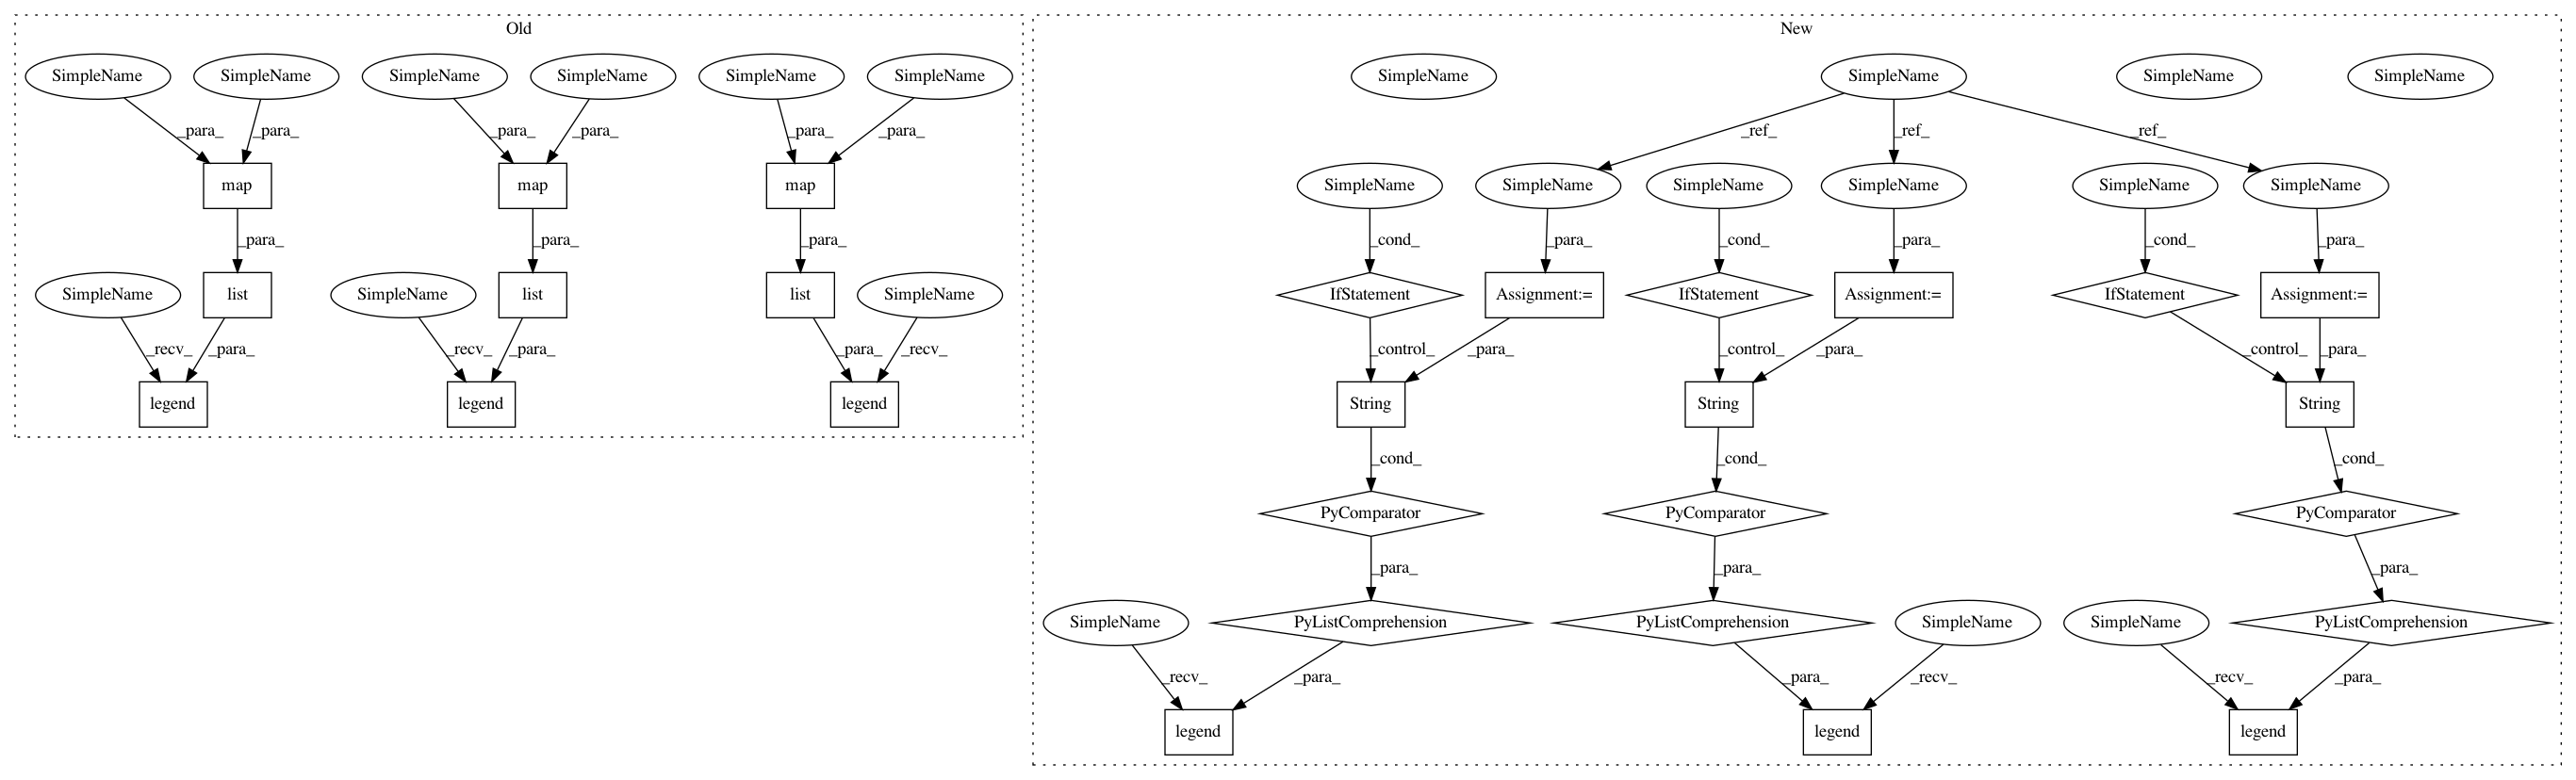 Old
SimpleName SimpleName SimpleName SimpleName SimpleName SimpleName
_para_ _para_ _para_ _para_ _para_ _para_
map map map
_para_ _para_ _para_
SimpleName list SimpleName list list SimpleName
_recv_ _para_ _recv_ _para_ _para_ _recv_
legend legend legend
New
SimpleName SimpleName SimpleName SimpleName
_ref_ _ref_ _ref_
SimpleName SimpleName SimpleName SimpleName SimpleName SimpleName
_cond_ _para_ _cond_ _para_ _cond_ _para_
IfStatement Assignment:= IfStatement Assignment:= IfStatement Assignment:=
_control_ _para_ _control_ _para_ _control_ _para_
String String String
_cond_ _cond_ _cond_
PyComparator PyComparator PyComparator
_para_ _para_ _para_
SimpleName PyListComprehension PyListComprehension SimpleName SimpleName PyListComprehension
_recv_ _para_ _para_ _recv_ _recv_ _para_
legend legend legend